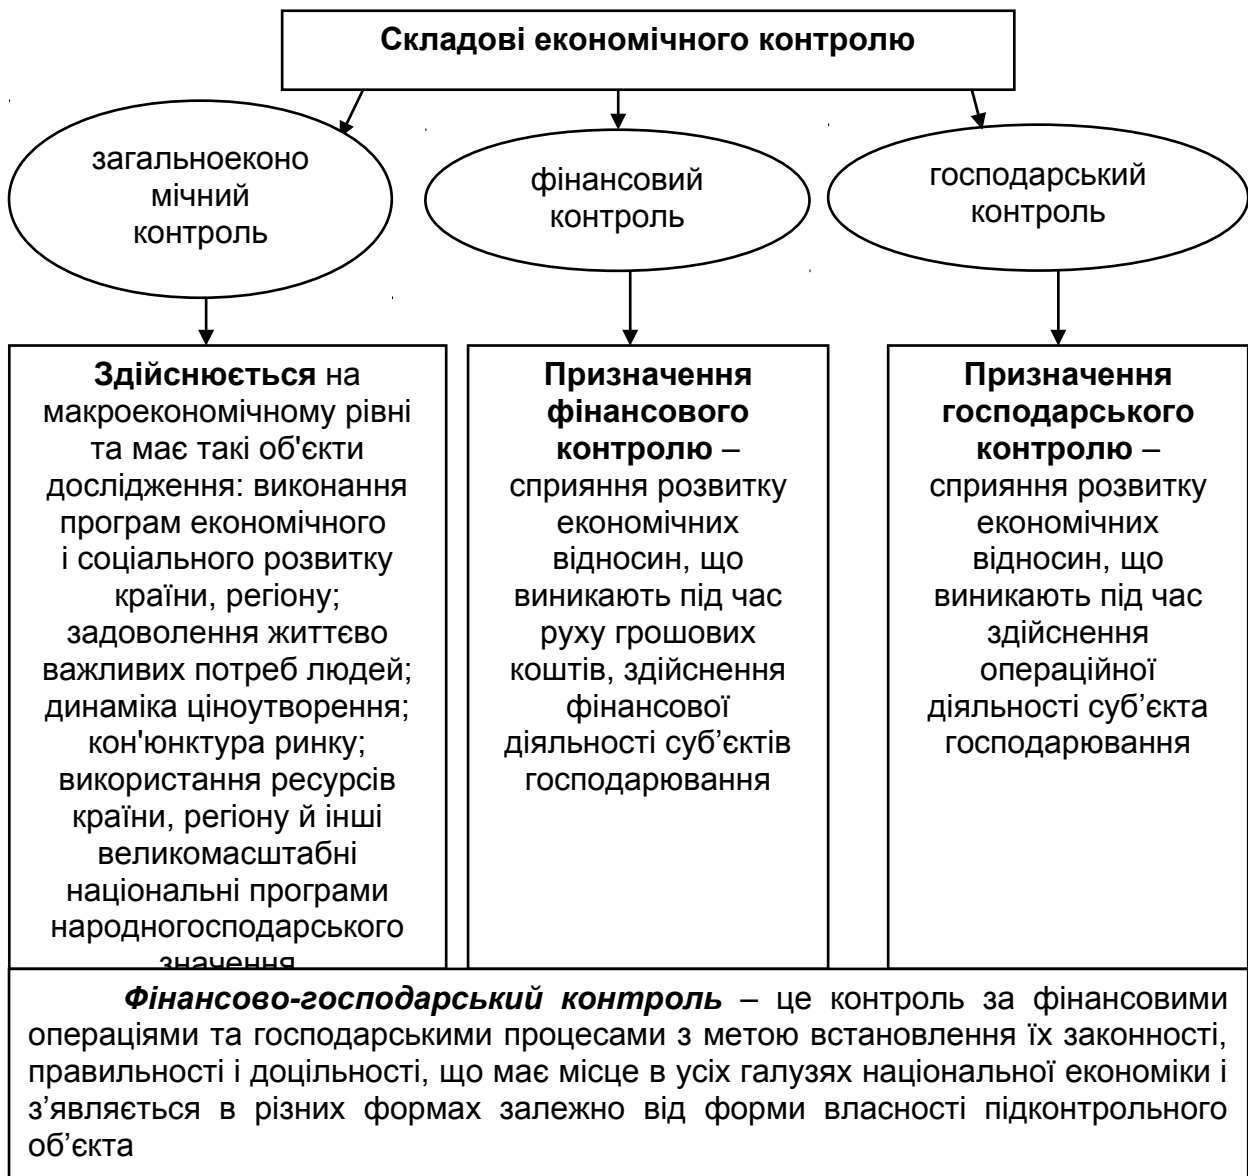 Складові економічного контролю
загальноеконо
мічний
контроль
фінансовий
контроль
господарський
контроль
Здійснюється на
макроекономічному рівні
та має такі об'єкти
дослідження: виконання
програм економічного
і соціального розвитку
країни, регіону;
задоволення життєво
важливих потреб людей;
динаміка ціноутворення;
кон'юнктура ринку;
використання ресурсів
країни, регіону й інші
великомасштабні
національні програми
народногосподарського
значення
Призначення
фінансового
контролю –
сприяння розвитку
економічних
відносин, що
виникають під час
руху грошових
коштів, здійснення
фінансової
діяльності суб’єктів
господарювання
Призначення
господарського
контролю –
сприяння розвитку
економічних
відносин, що
виникають під час
здійснення
операційної
діяльності суб’єкта
господарювання
Фінансово-господарський контроль – це контроль за фінансовими
операціями та господарськими процесами з метою встановлення їх законності,
правильності і доцільності, що має місце в усіх галузях національної економіки і
з’являється в різних формах залежно від форми власності підконтрольного
об’єкта